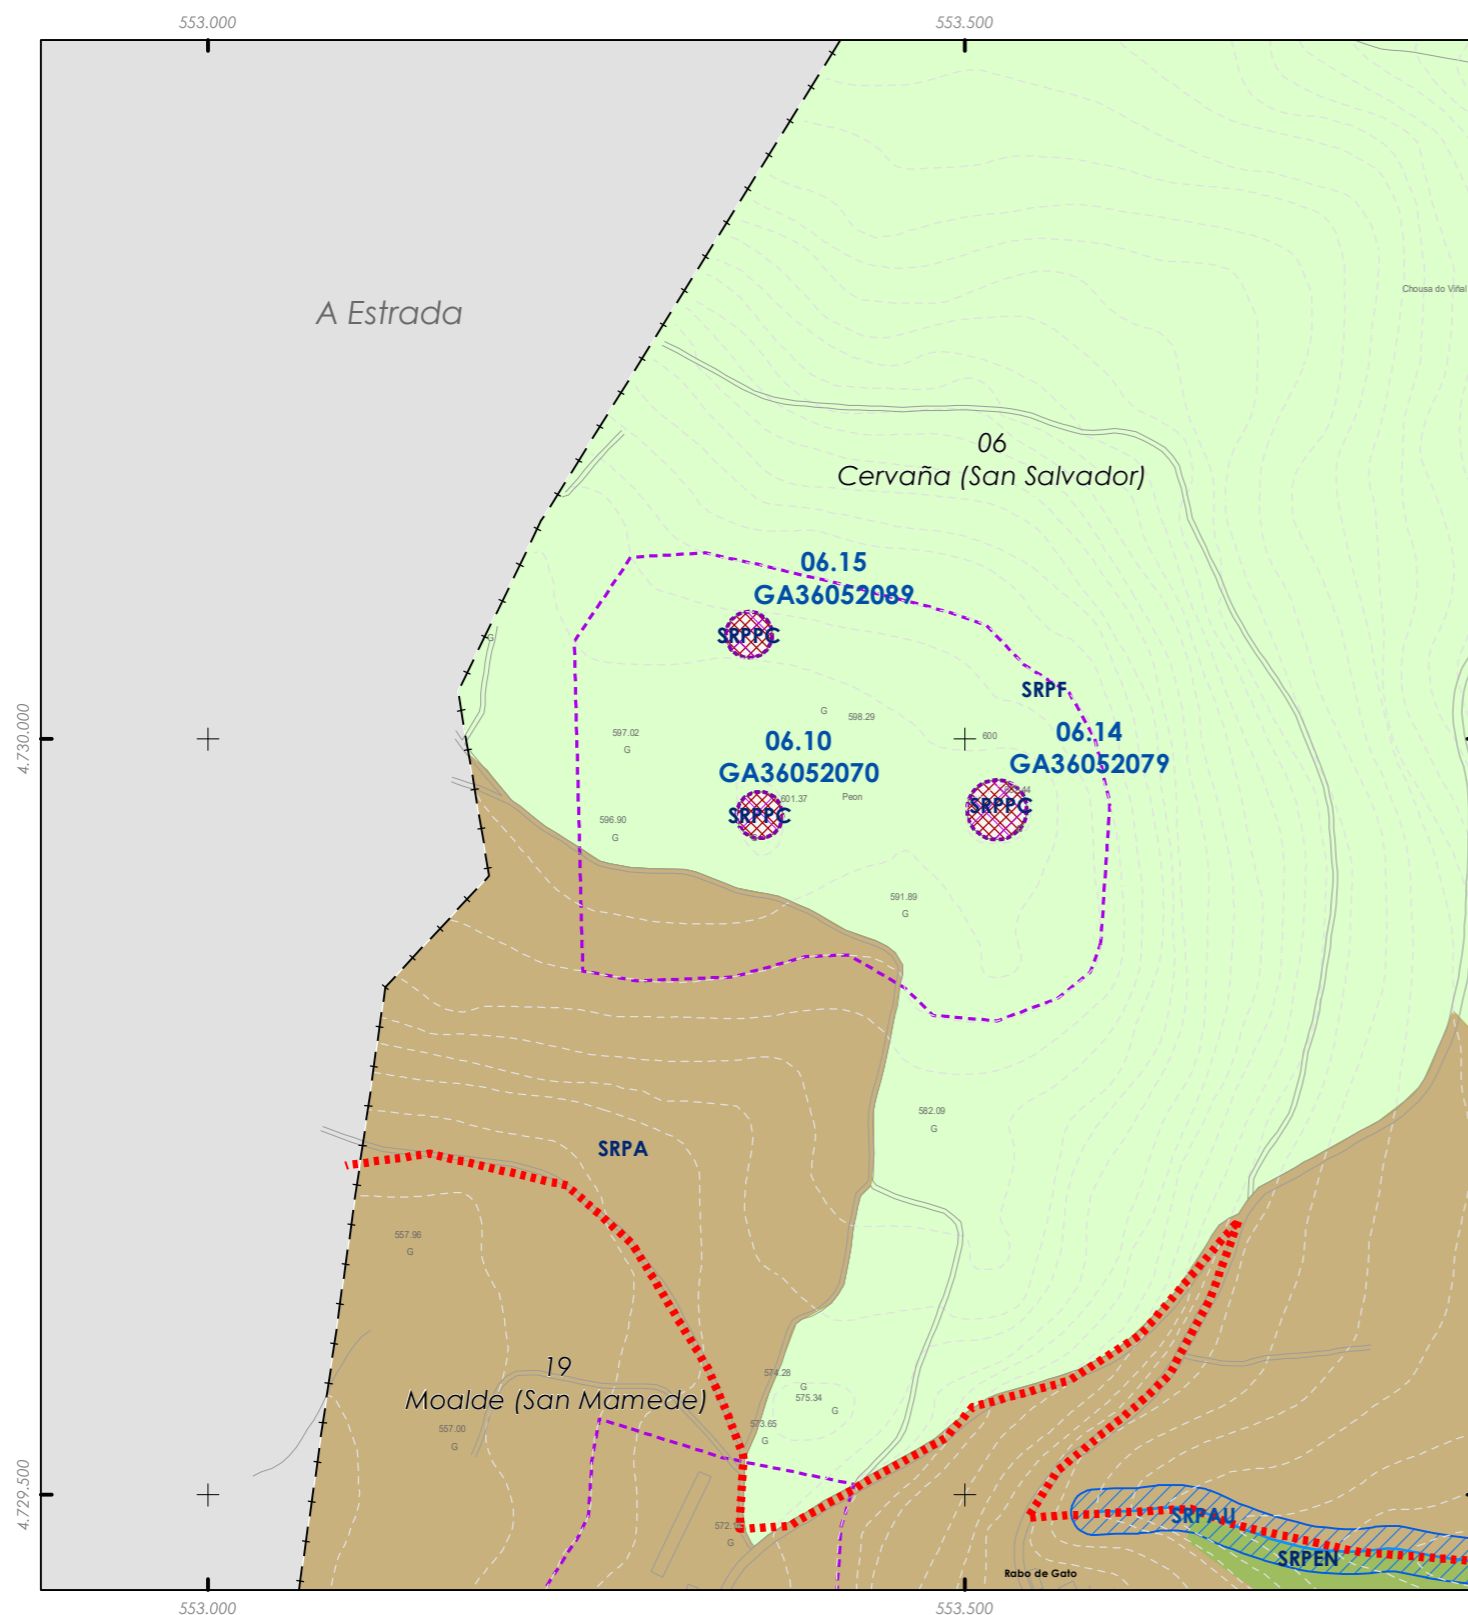 553.000
553.500
Chousa do Viñal
A Estrada
06
Cervaña (San Salvador)
06.15
GA36052089
SRPPC
G
SRPF
G
598.29
597.02
G
600
4.730.000
06.10
GA36052070
06.14
GA36052079
601.37
Peon
SRPPC
SRPPC
596.90
G
591.89
G
582.09
G
SRPA
557.96
G
19
Moalde (San Mamede)
574.28
G
575.34
G
573.65
G
557.00
G
4.729.500
572.
G
SRPAU
SRPEN
Rabo de Gato
553.000
553.500